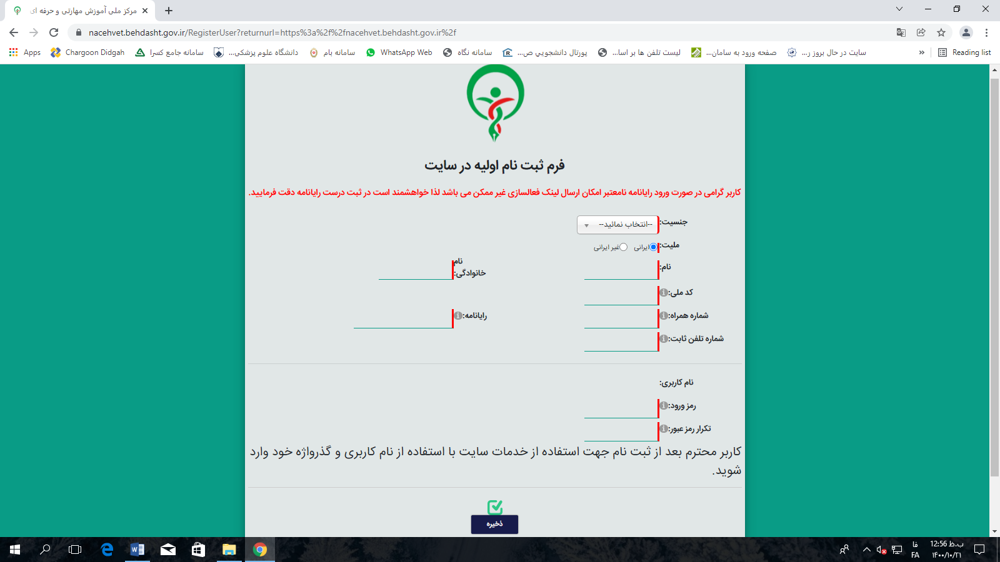 مرکز ملی آموزش مهارتی و حرفه ای
nacehvet.behdasht.gov.ir/RegisterUser?returnurl=https%3a%2f%2fnacehvet.behdasht.gov.ir%2f
Apps Chargoon Didgah سامانه جامع کسرا دانشگاه علوم پزشکی... سامانه بام WhatsApp Web سامانه نگاه پورتال دانشجویي ص... لیست تلفن ها بر اسا... صفحه ورود به سامان... سایت در حال بروز ر... » Reading list
فرم ثبت نام اولیه در سایت
کاربر گرامی در صورت ورود رایانامه نامعتبر امکان ارسال لینک فعالسازی غیر ممکن می باشد لذا خواهشمند است در ثبت درست رایانامه دقت فرمایید.
جنسیت: --انتخاب نمائید--
ملیت: ایرانی غیر ایرانی
نام: نام خانوادگی:
کد ملی:
شماره همراه: رایانامه:
شماره تلفن ثابت:
نام کاربری:
رمز ورود:
تکرار رمز عبور:
کاربر محترم بعد از ثبت نام جهت استفاده از خدمات سایت با استفاده از نام کاربری و گذرواژه خود وارد
شوید.
ذخیره
فا ب.ظ 12:56
FA ۱۴۰۰/۱۰/۲۱